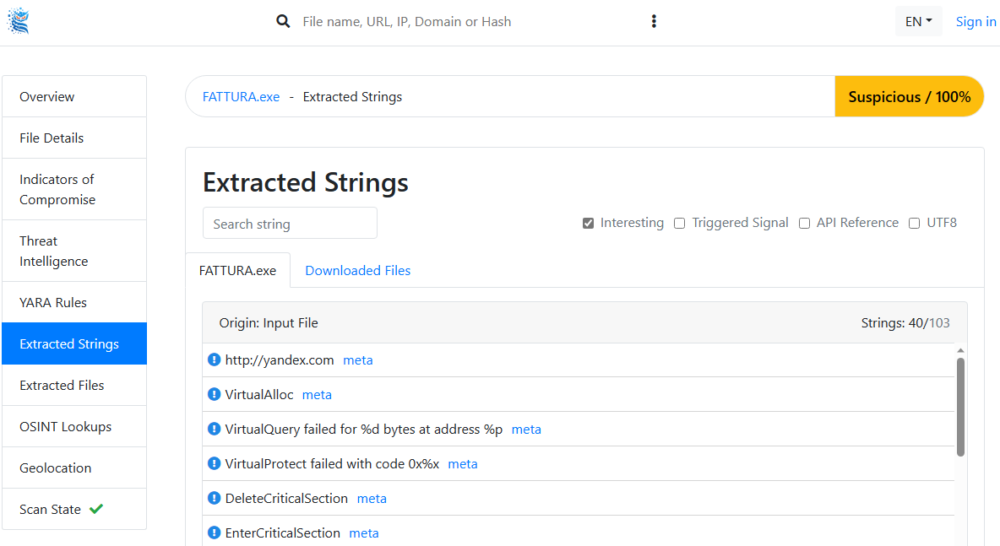 File name, URL, IP, Domain or Hash
EN
Sign in
Overview
File Details
Indicators of
Compromise
Threat
Intelligence
YARA Rules
Extracted Strings
Extracted Files
OSINT Lookups
Geolocation
Scan State
FATTURA.exe - Extracted Strings
Suspicious / 100%
Extracted Strings
Search string
Interesting
Triggered Signal
API Reference
UTF8
FATTURA.exe
Downloaded Files
Origin: Input File
Strings: 40/103
http://yandex.com meta
VirtualAlloc meta
VirtualQuery failed for %d bytes at address %p meta
VirtualProtect failed with code 0x%x meta
DeleteCriticalSection meta
EnterCriticalSection meta